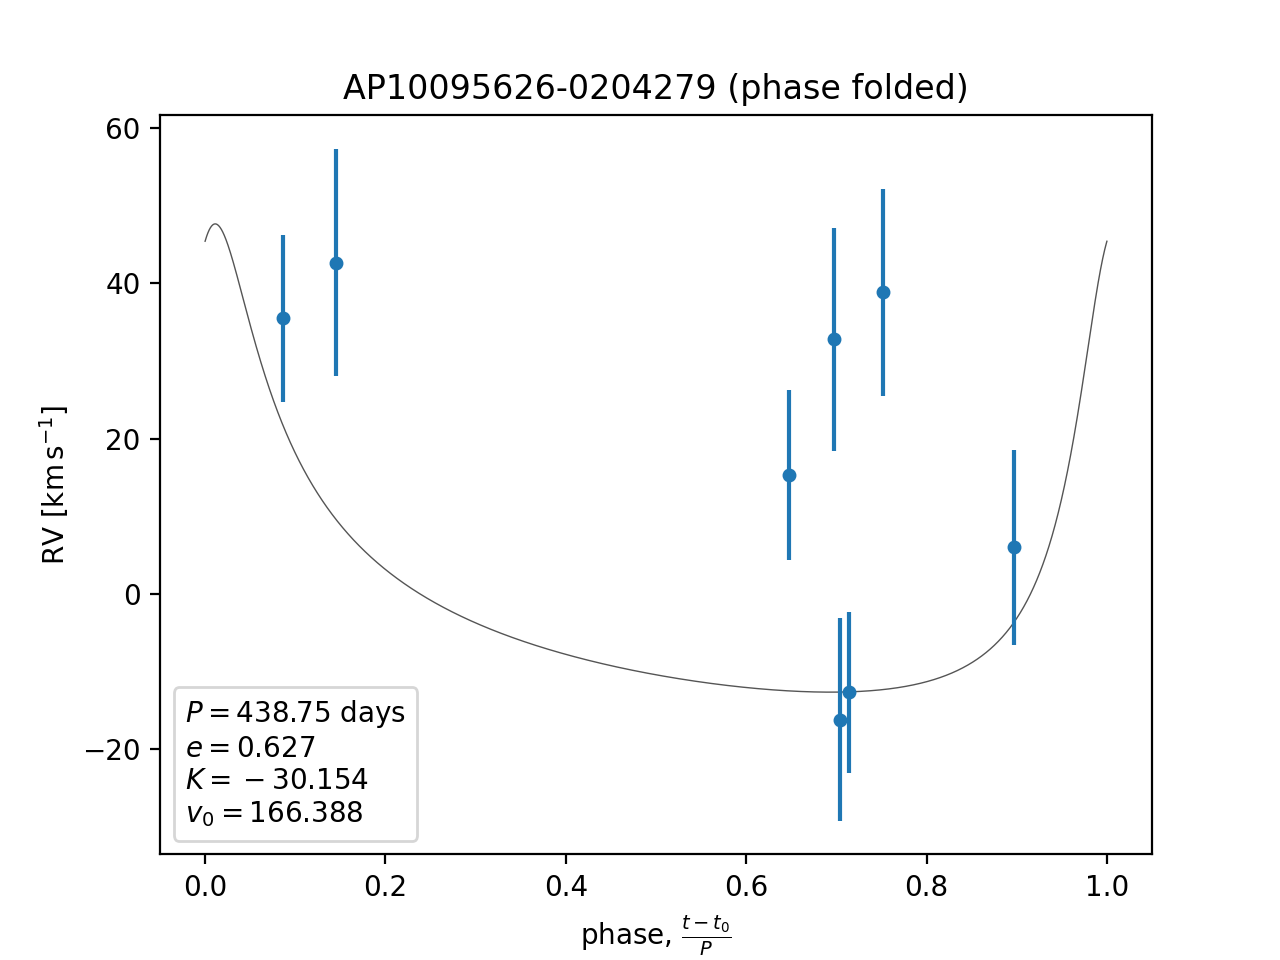 AP10095626-0204279 (phase folded)
60
40
20
0
−20
RV [km s⁻¹]
P = 438.75 days
e = 0.627
K = − 30.154
v₀ = 166.388
0.0 0.2 0.4 0.6 0.8 1.0
phase, (t − t₀)/P